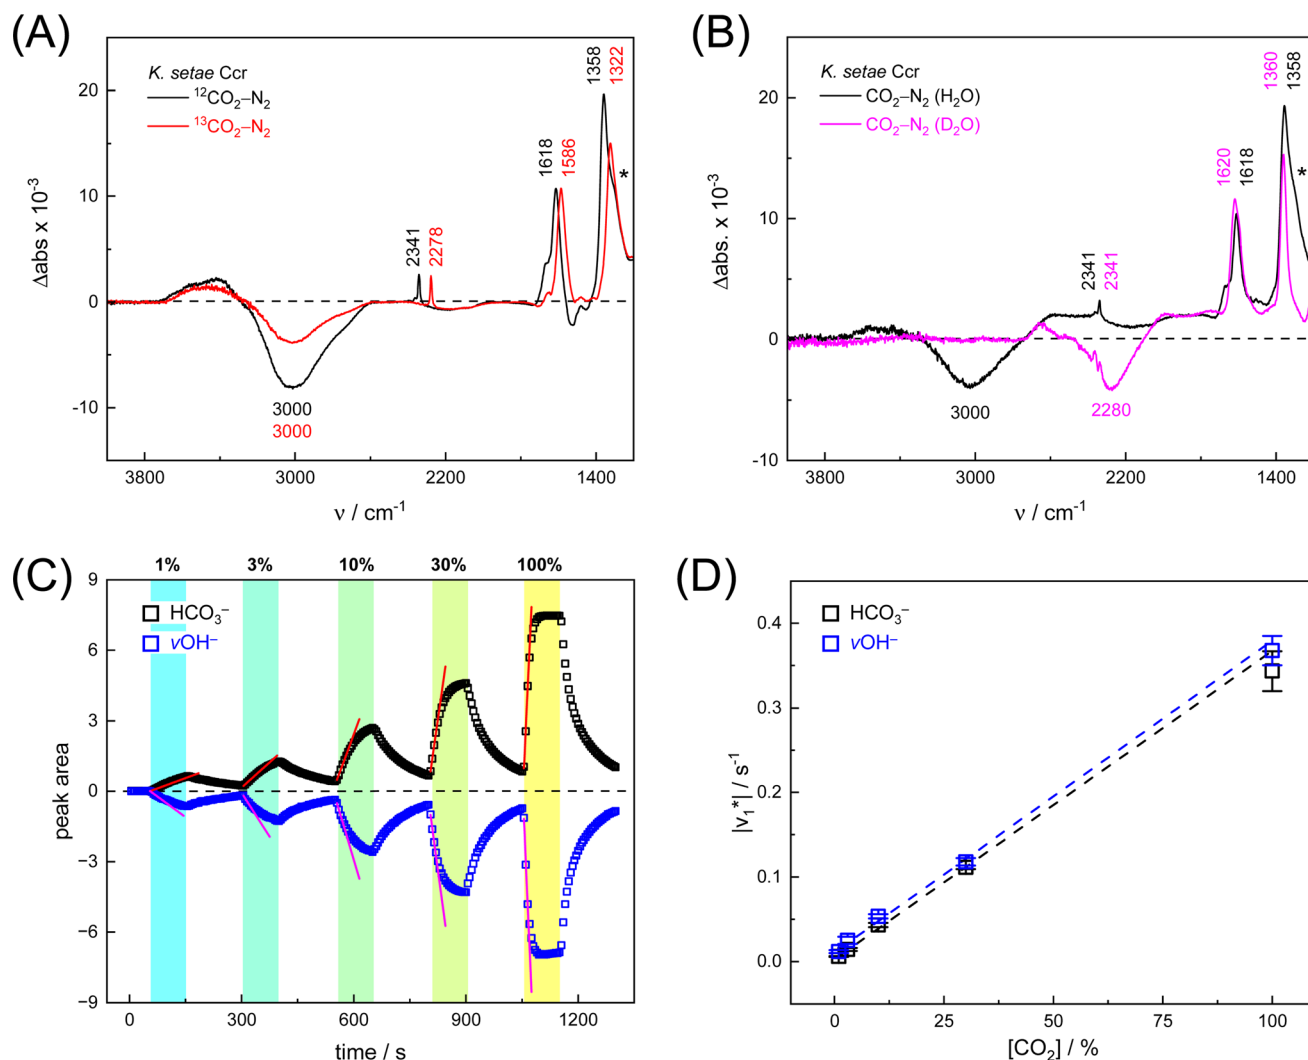 (A)
K. setae Ccr
¹²CO₂–N₂
¹³CO₂–N₂
1358
1322
1618
1586
2341
2278
*
3000
3000
20
10
0
-10
Δabs x 10⁻³
3800
3000
2200
1400
ν / cm⁻¹
(B)
K. setae Ccr
CO₂–N₂ (H₂O)
CO₂–N₂ (D₂O)
1360
1358
1620
1618
2341
2341
*
3000
2280
20
10
0
-10
Δabs. x 10⁻³
3800
3000
2200
1400
ν / cm⁻¹
(C)
1%
3%
10%
30%
100%
HCO₃⁻
νOH⁻
9
6
3
0
−3
−6
−9
peak area
0
300
600
900
1200
time / s
(D)
HCO₃⁻
νOH⁻
0.4
0.3
0.2
0.1
0.0
|v₁*| / s⁻¹
0
25
50
75
100
[CO₂] / %